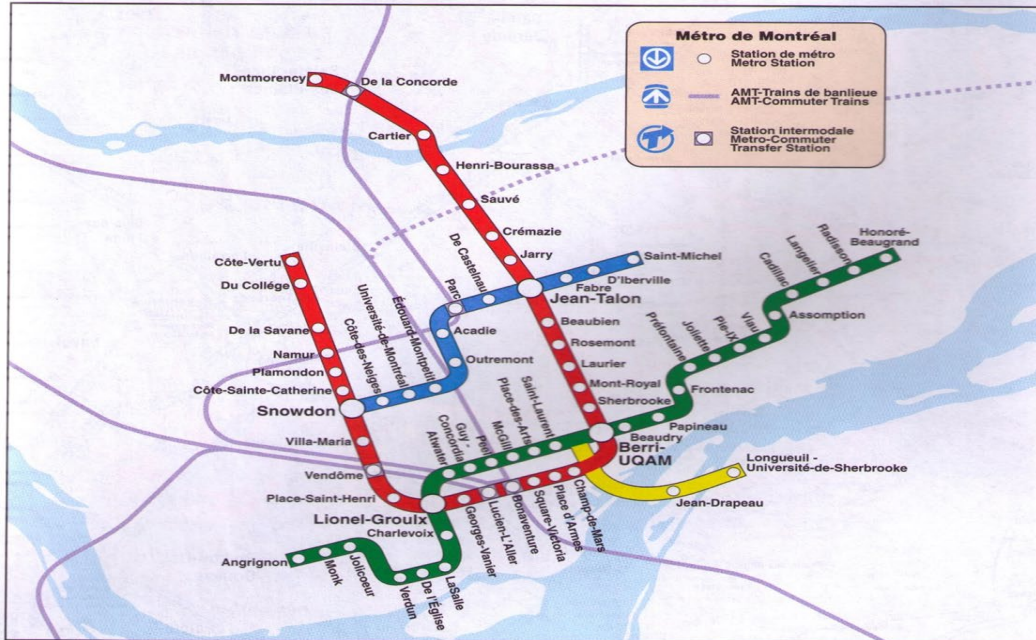 Métro de Montréal
Station de métro
Metro Station
AMT-Trains de banlieue
AMT-Commuter Trains
Station intermodale
Metro-Commuter
Transfer Station
Montmorency
De la Concorde
Cartier
Henri-Bourassa
Sauvé
Crémazie
Jarry
De Castelnau
Parc
Jean-Talon
Fabre
D'Iberville
Saint-Michel
Acadie
Outremont
Édouard-Montpetit
Université-de-Montréal
Côte-des-Neiges
Côte-Vertu
Du Collége
De la Savane
Namur
Plamondon
Côte-Sainte-Catherine
Snowdon
Villa-Maria
Vendôme
Place-Saint-Henri
Lionel-Groulx
Charlevoix
Beaubien
Rosemont
Laurier
Mont-Royal
Sherbrooke
Berri-
UQAM
Honoré-
Beaugrand
Radisson
Langelier
Cadillac
Assomption
Viau
Pie-IX
Joliette
Préfontaine
Frontenac
Papineau
Beaudry
Saint-Laurent
Place-des-Arts
McGill
Peel
Guy -
Concordia
Atwater
Longueuil -
Université-de-Sherbrooke
Jean-Drapeau
Champ-de-Mars
Place d'Armes
Square-Victoria
Bonaventure
Lucien-L'Alier
Georges-Vanier
LaSalle
De l'Église
Verdun
Jolicoeur
Monk
Angrignon